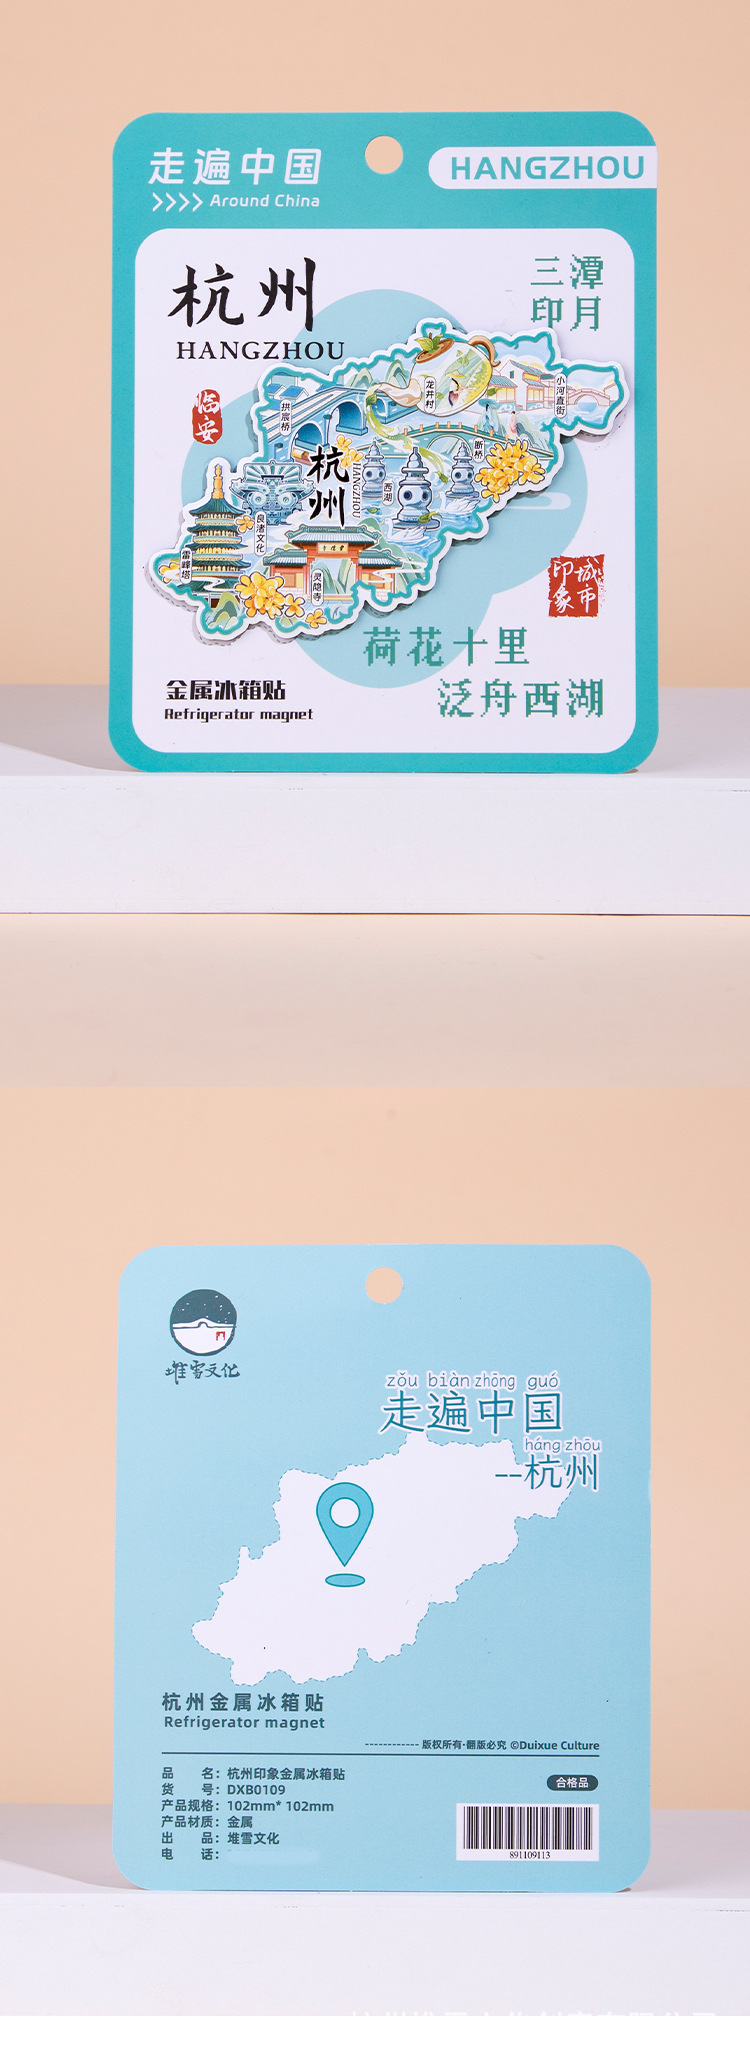 走遍中国
HANGZHOU
>>>> Around China
杭州
HANGZHOU
三潭
印月
临安
龙井村
小河直街
拱宸桥
断桥
杭州
HANGZHOU
西湖
良渚文化
雷峰塔
灵隐寺
城市
印象
荷花十里
泛舟西湖
金属冰箱贴
Refrigerator magnet
堆雪文化
zǒu biàn zhōng guó
走遍中国
háng zhōu
--杭州
杭州金属冰箱贴
Refrigerator magnet
------------ 版权所有·翻版必究 ©Duixue Culture
品 名：杭州印象金属冰箱贴
货 号：DXB0109
产品规格：102mm* 102mm
产品材质：金属
出 品：堆雪文化
电 话：
合格品
891109113